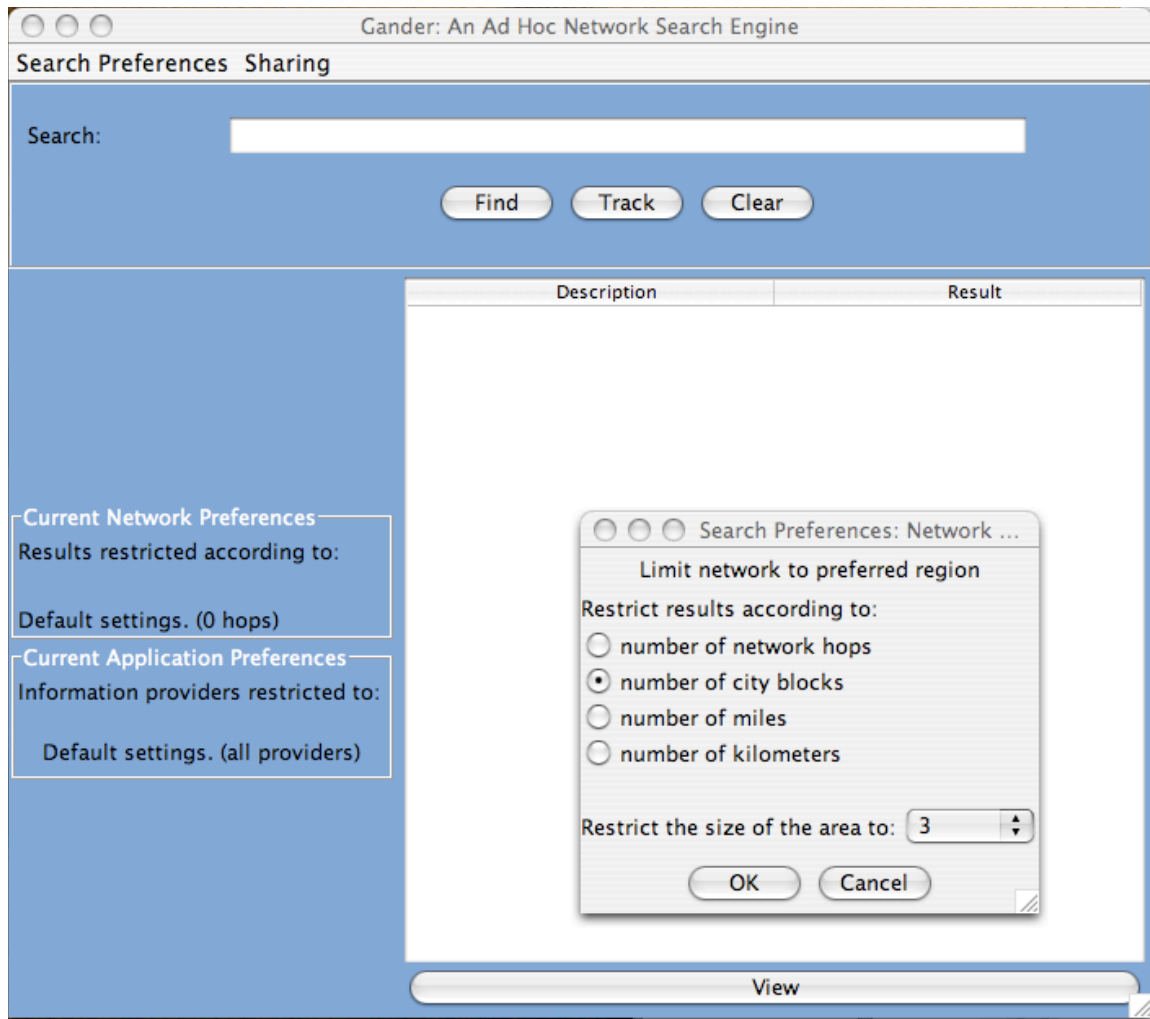 Gander: An Ad Hoc Network Search Engine
Search Preferences Sharing
Search:
Find Track Clear
Description Result
Current Network Preferences
Results restricted according to:
Default settings. (0 hops)
Current Application Preferences
Information providers restricted to:
Default settings. (all providers)
Search Preferences: Network ...
Limit network to preferred region
Restrict results according to:
number of network hops
number of city blocks
number of miles
number of kilometers
Restrict the size of the area to: 3
OK Cancel
View